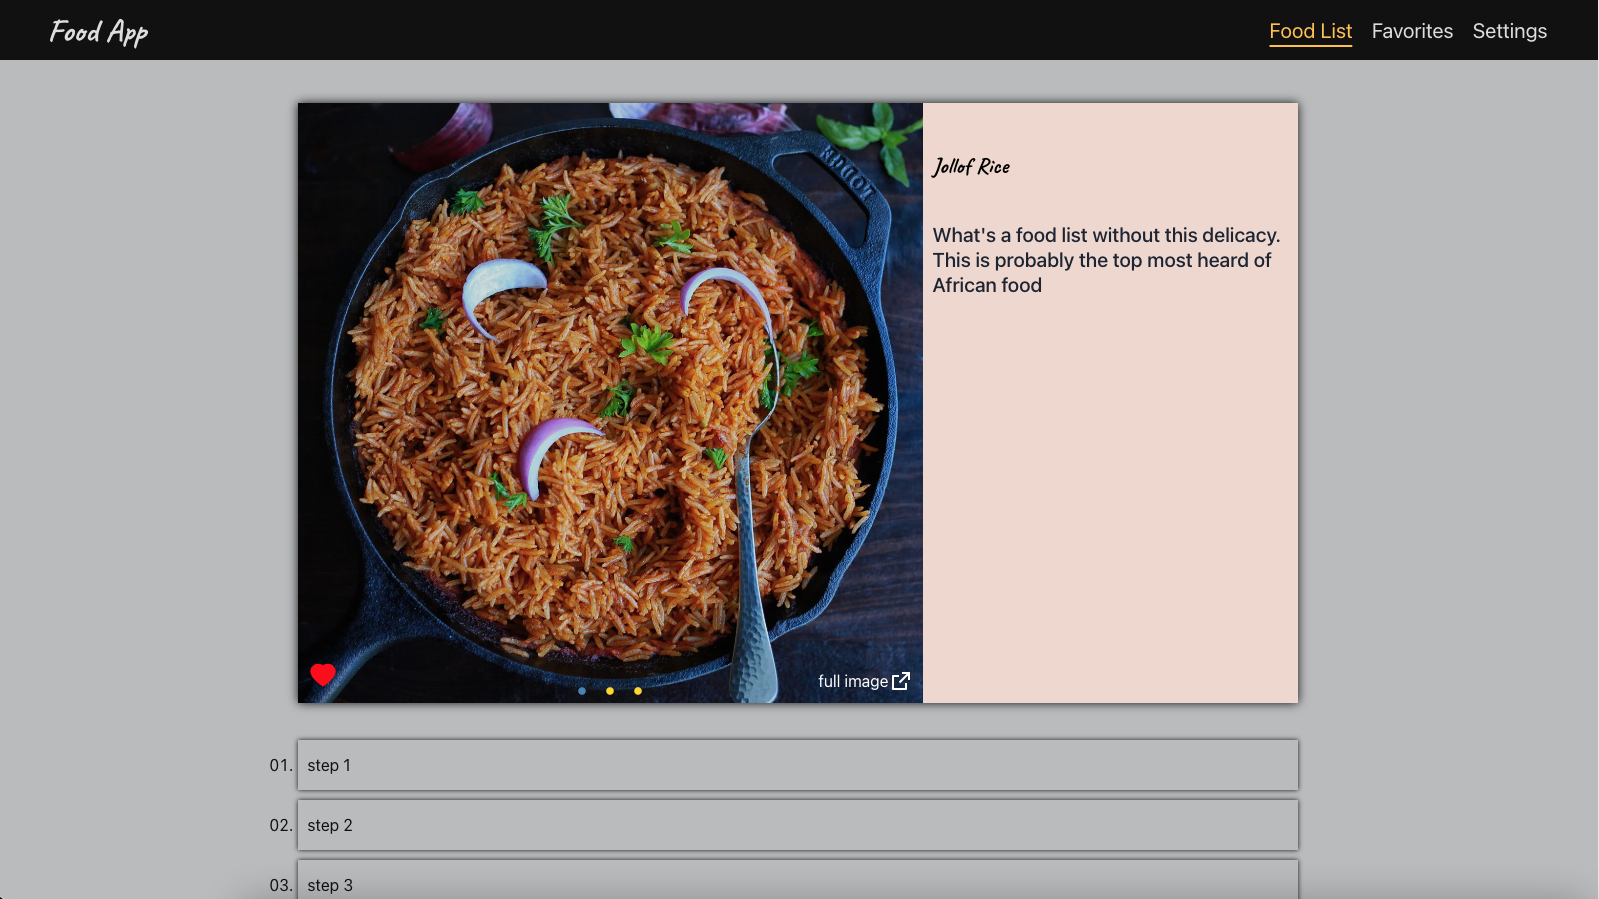 Food App
Food List Favorites Settings
LODGE
Jollof Rice
What's a food list without this delicacy.
This is probably the top most heard of
African food
full image
01. step 1
02. step 2
03. step 3